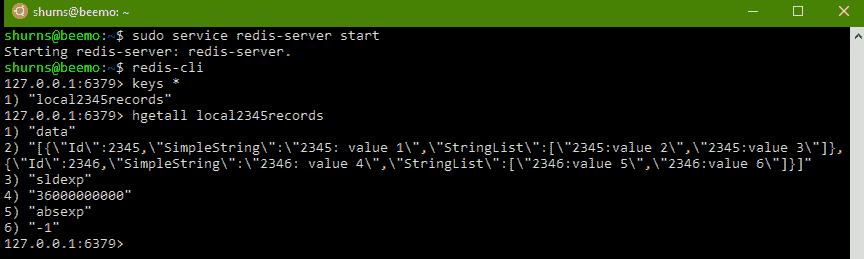 shurns@beemo: ~
shurns@beemo:~$ sudo service redis-server start
Starting redis-server: redis-server.
shurns@beemo:~$ redis-cli
127.0.0.1:6379> keys *
1) "local2345records"
127.0.0.1:6379> hgetall local2345records
1) "data"
2) "[{\"Id\":2345,\"SimpleString\":\"2345: value 1\",\"StringList\":[\"2345:value 2\",\"2345:value 3\"]},
{\"Id\":2346,\"SimpleString\":\"2346: value 4\",\"StringList\":[\"2346:value 5\",\"2346:value 6\"]}]"
3) "sldexp"
4) "36000000000"
5) "absexp"
6) "-1"
127.0.0.1:6379>